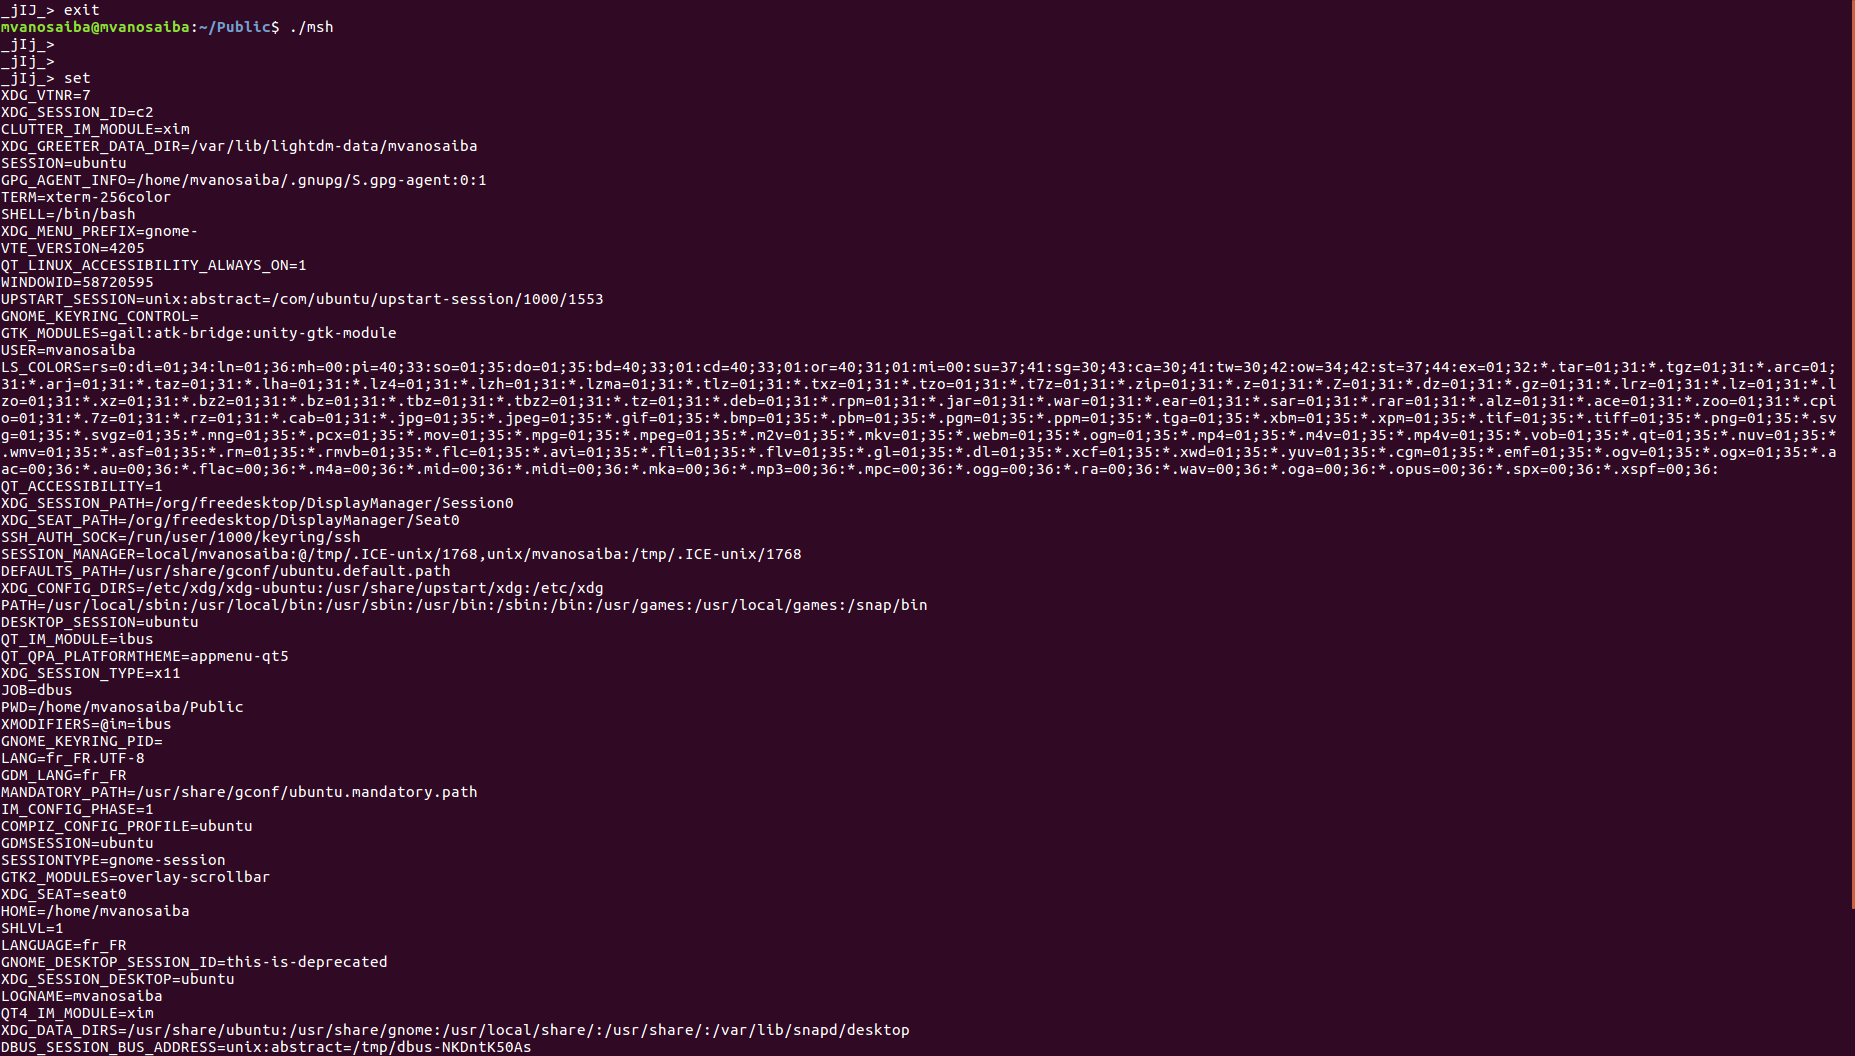 _jIJ_> exit
mvanosaiba@mvanosaiba:~/Public$ ./msh
_jIj_>
_jIj_>
_jIj_> set
XDG_VTNR=7
XDG_SESSION_ID=c2
CLUTTER_IM_MODULE=xim
XDG_GREETER_DATA_DIR=/var/lib/lightdm-data/mvanosaiba
SESSION=ubuntu
GPG_AGENT_INFO=/home/mvanosaiba/.gnupg/S.gpg-agent:0:1
TERM=xterm-256color
SHELL=/bin/bash
XDG_MENU_PREFIX=gnome-
VTE_VERSION=4205
QT_LINUX_ACCESSIBILITY_ALWAYS_ON=1
WINDOWID=58720595
UPSTART_SESSION=unix:abstract=/com/ubuntu/upstart-session/1000/1553
GNOME_KEYRING_CONTROL=
GTK_MODULES=gail:atk-bridge:unity-gtk-module
USER=mvanosaiba
LS_COLORS=rs=0:di=01;34:ln=01;36:mh=00:pi=40;33:so=01;35:do=01;35:bd=40;33;01:cd=40;33;01:or=40;31;01:mi=00:su=37;41:sg=30;43:ca=30;41:tw=30;42:ow=34;42:st=37;44:ex=01;32:*.tar=01;31:*.tgz=01;31:*.arc=01;
31:*.arj=01;31:*.taz=01;31:*.lha=01;31:*.lz4=01;31:*.lzh=01;31:*.lzma=01;31:*.tlz=01;31:*.txz=01;31:*.tzo=01;31:*.t7z=01;31:*.zip=01;31:*.z=01;31:*.Z=01;31:*.dz=01;31:*.gz=01;31:*.lrz=01;31:*.lz=01;31:*.l
zo=01;31:*.xz=01;31:*.bz2=01;31:*.bz=01;31:*.tbz=01;31:*.tbz2=01;31:*.tz=01;31:*.deb=01;31:*.rpm=01;31:*.jar=01;31:*.war=01;31:*.ear=01;31:*.sar=01;31:*.rar=01;31:*.alz=01;31:*.ace=01;31:*.zoo=01;31:*.cpi
o=01;31:*.7z=01;31:*.rz=01;31:*.cab=01;31:*.jpg=01;35:*.jpeg=01;35:*.gif=01;35:*.bmp=01;35:*.pbm=01;35:*.pgm=01;35:*.ppm=01;35:*.tga=01;35:*.xbm=01;35:*.xpm=01;35:*.tif=01;35:*.tiff=01;35:*.png=01;35:*.sv
g=01;35:*.svgz=01;35:*.mng=01;35:*.pcx=01;35:*.mov=01;35:*.mpg=01;35:*.mpeg=01;35:*.m2v=01;35:*.mkv=01;35:*.webm=01;35:*.ogm=01;35:*.mp4=01;35:*.m4v=01;35:*.mp4v=01;35:*.vob=01;35:*.qt=01;35:*.nuv=01;35:*
.wmv=01;35:*.asf=01;35:*.rm=01;35:*.rmvb=01;35:*.flc=01;35:*.avi=01;35:*.fli=01;35:*.flv=01;35:*.gl=01;35:*.dl=01;35:*.xcf=01;35:*.xwd=01;35:*.yuv=01;35:*.cgm=01;35:*.emf=01;35:*.ogv=01;35:*.ogx=01;35:*.a
ac=00;36:*.au=00;36:*.flac=00;36:*.m4a=00;36:*.mid=00;36:*.midi=00;36:*.mka=00;36:*.mp3=00;36:*.mpc=00;36:*.ogg=00;36:*.ra=00;36:*.wav=00;36:*.oga=00;36:*.opus=00;36:*.spx=00;36:*.xspf=00;36:
QT_ACCESSIBILITY=1
XDG_SESSION_PATH=/org/freedesktop/DisplayManager/Session0
XDG_SEAT_PATH=/org/freedesktop/DisplayManager/Seat0
SSH_AUTH_SOCK=/run/user/1000/keyring/ssh
SESSION_MANAGER=local/mvanosaiba:@/tmp/.ICE-unix/1768,unix/mvanosaiba:/tmp/.ICE-unix/1768
DEFAULTS_PATH=/usr/share/gconf/ubuntu.default.path
XDG_CONFIG_DIRS=/etc/xdg/xdg-ubuntu:/usr/share/upstart/xdg:/etc/xdg
PATH=/usr/local/sbin:/usr/local/bin:/usr/sbin:/usr/bin:/sbin:/bin:/usr/games:/usr/local/games:/snap/bin
DESKTOP_SESSION=ubuntu
QT_IM_MODULE=ibus
QT_QPA_PLATFORMTHEME=appmenu-qt5
XDG_SESSION_TYPE=x11
JOB=dbus
PWD=/home/mvanosaiba/Public
XMODIFIERS=@im=ibus
GNOME_KEYRING_PID=
LANG=fr_FR.UTF-8
GDM_LANG=fr_FR
MANDATORY_PATH=/usr/share/gconf/ubuntu.mandatory.path
IM_CONFIG_PHASE=1
COMPIZ_CONFIG_PROFILE=ubuntu
GDMSESSION=ubuntu
SESSIONTYPE=gnome-session
GTK2_MODULES=overlay-scrollbar
XDG_SEAT=seat0
HOME=/home/mvanosaiba
SHLVL=1
LANGUAGE=fr_FR
GNOME_DESKTOP_SESSION_ID=this-is-deprecated
XDG_SESSION_DESKTOP=ubuntu
LOGNAME=mvanosaiba
QT4_IM_MODULE=xim
XDG_DATA_DIRS=/usr/share/ubuntu:/usr/share/gnome:/usr/local/share/:/usr/share/:/var/lib/snapd/desktop
DBUS_SESSION_BUS_ADDRESS=unix:abstract=/tmp/dbus-NKDntK50As